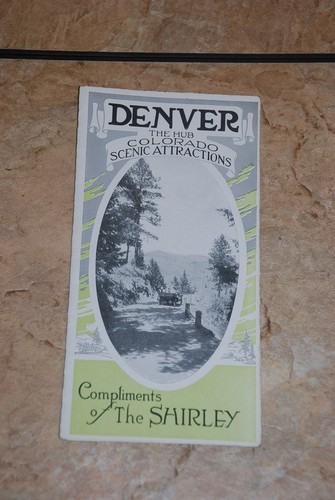 DENVER
THE HUB
COLORADO
SCENIC ATTRACTIONS
Compliments
of The SHIRLEY